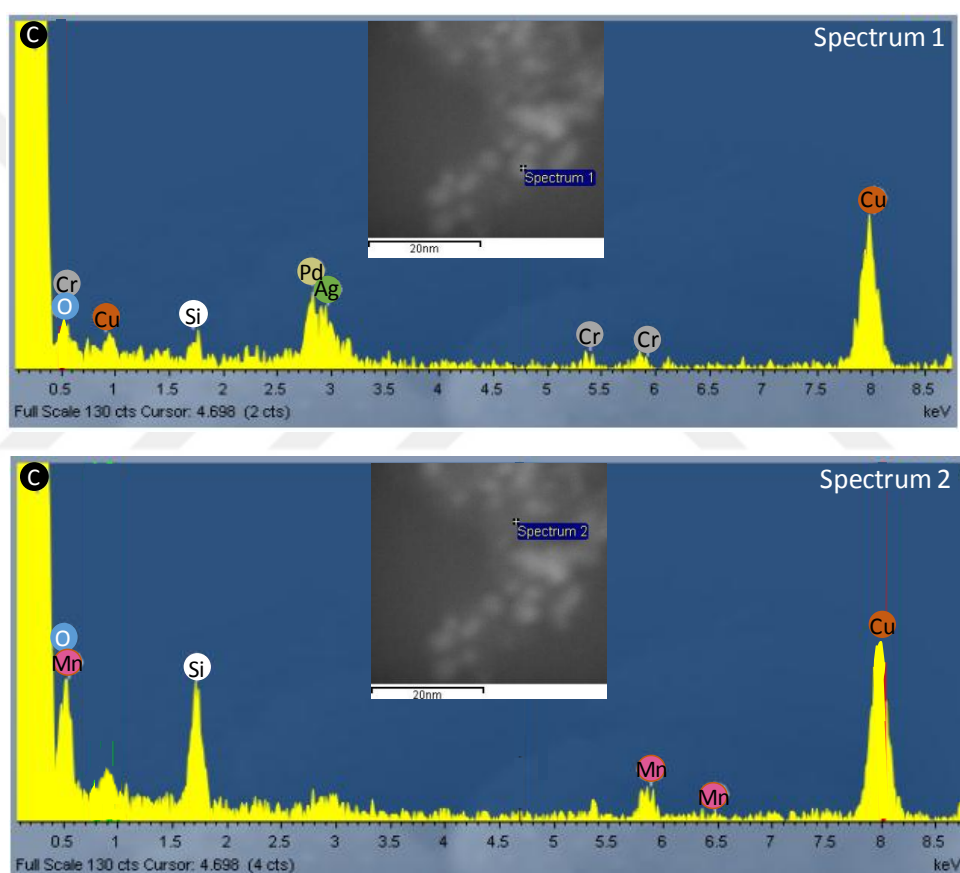 C
Spectrum 1
Spectrum 1
20nm
Cr
O
Cu
Si
Pd
Ag
Cr
Cr
Cu
0.5 1 1.5 2 2.5 3 3.5 4 4.5 5 5.5 6 6.5 7 7.5 8 8.5
Full Scale 130 cts Cursor: 4.698 (2 cts)
keV
C
Spectrum 2
Spectrum 2
20nm
O
Mn
Si
Mn
Mn
Cu
0.5 1 1.5 2 2.5 3 3.5 4 4.5 5 5.5 6 6.5 7 7.5 8 8.5
Full Scale 130 cts Cursor: 4.698 (4 cts)
keV